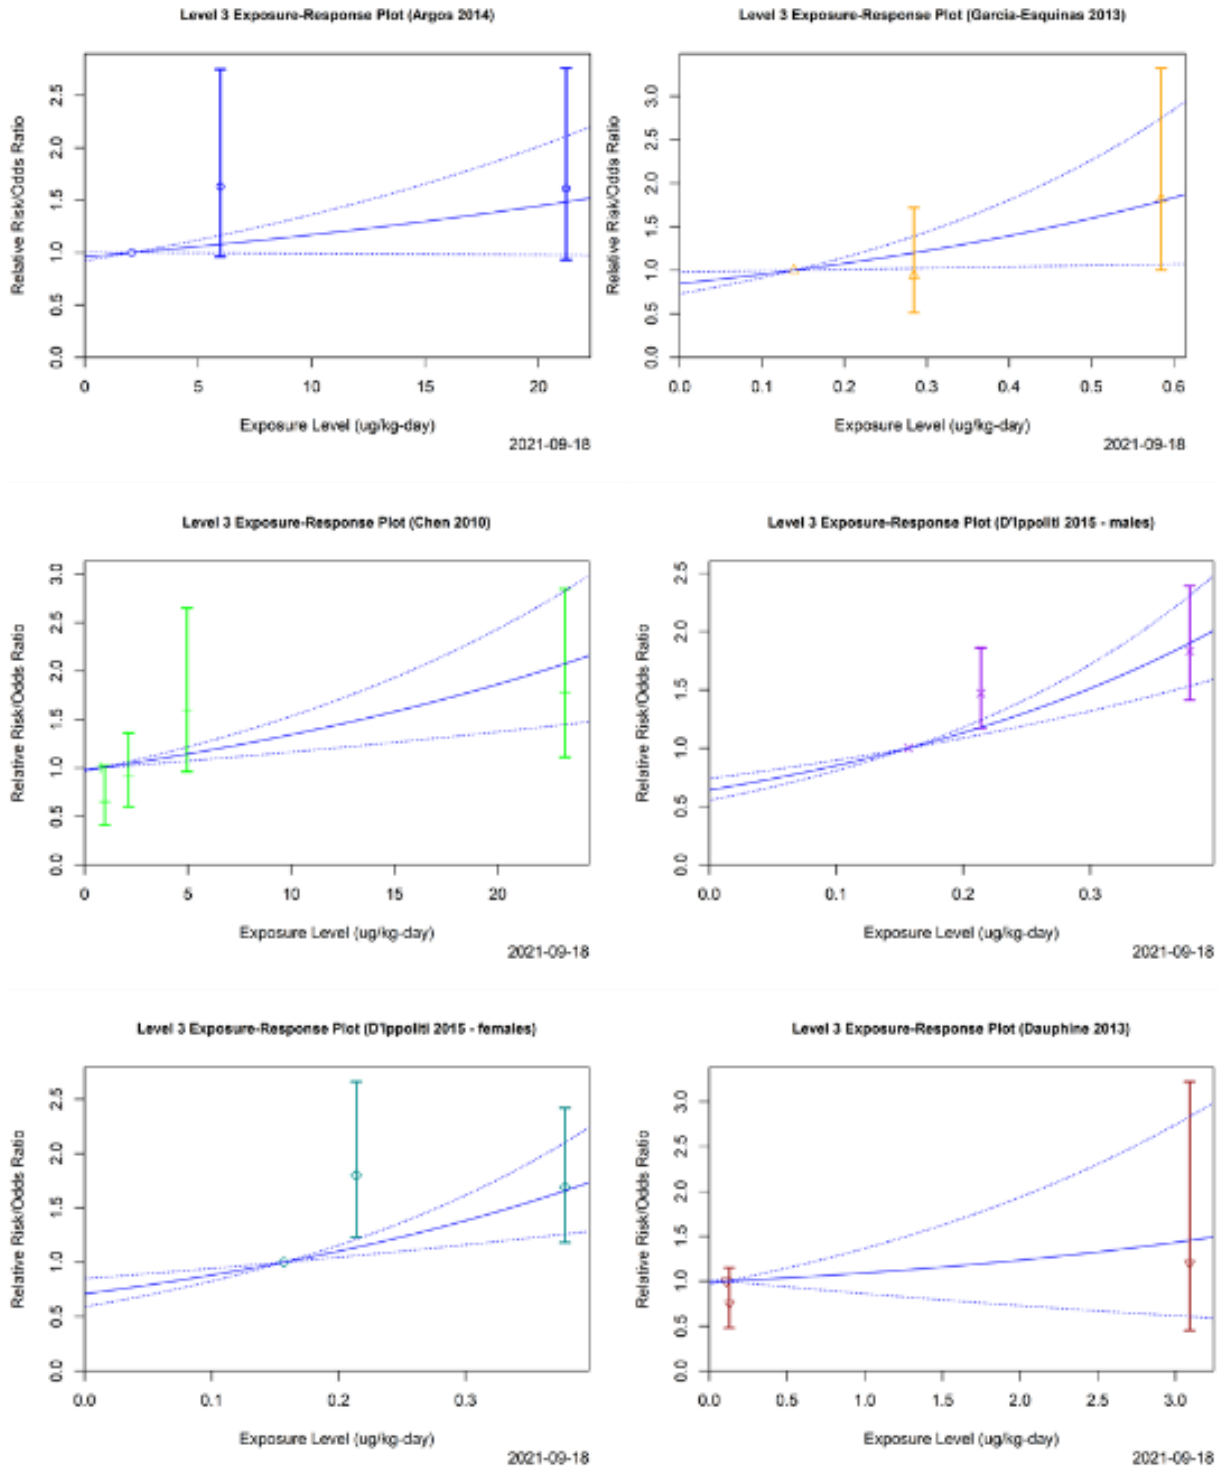 Level 3 Exposure-Response Plot (Argos 2014)
Relative Risk/Odds Ratio
0.0 0.5 1.0 1.5 2.0 2.5
0 5 10 15 20
Exposure Level (ug/kg-day)
2021-09-18
Level 3 Exposure-Response Plot (Garcia-Esquinas 2013)
Relative Risk/Odds Ratio
0.0 0.5 1.0 1.5 2.0 2.5 3.0
0.0 0.1 0.2 0.3 0.4 0.5 0.6
Exposure Level (ug/kg-day)
2021-09-18
Level 3 Exposure-Response Plot (Chen 2010)
Relative Risk/Odds Ratio
0.0 0.5 1.0 1.5 2.0 2.5 3.0
0 5 10 15 20
Exposure Level (ug/kg-day)
2021-09-18
Level 3 Exposure-Response Plot (D'Ippoliti 2015 - males)
Relative Risk/Odds Ratio
0.0 0.5 1.0 1.5 2.0 2.5
0.0 0.1 0.2 0.3
Exposure Level (ug/kg-day)
2021-09-18
Level 3 Exposure-Response Plot (D'Ippoliti 2015 - females)
Relative Risk/Odds Ratio
0.0 0.5 1.0 1.5 2.0 2.5
0.0 0.1 0.2 0.3
Exposure Level (ug/kg-day)
2021-09-18
Level 3 Exposure-Response Plot (Dauphine 2013)
Relative Risk/Odds Ratio
0.0 0.5 1.0 1.5 2.0 2.5 3.0
0.0 0.5 1.0 1.5 2.0 2.5 3.0
Exposure Level (ug/kg-day)
2021-09-18